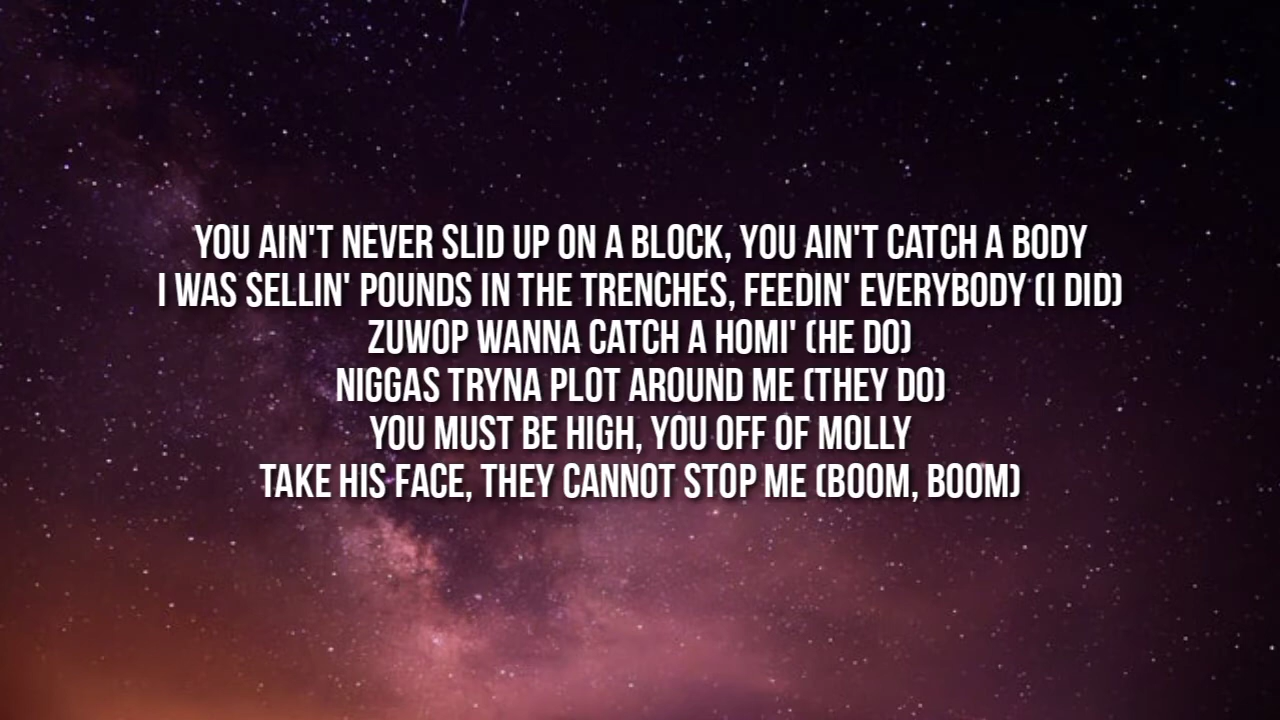 YOU AIN'T NEVER SLID UP ON A BLOCK, YOU AIN'T CATCH A BODY
I WAS SELLIN' POUNDS IN THE TRENCHES, FEEDIN' EVERYBODY (I DID)
ZUWOP WANNA CATCH A HOMI' (HE DO)
NIGGAS TRYNA PLOT AROUND ME (THEY DO)
YOU MUST BE HIGH, YOU OFF OF MOLLY
TAKE HIS FACE, THEY CANNOT STOP ME (BOOM, BOOM)